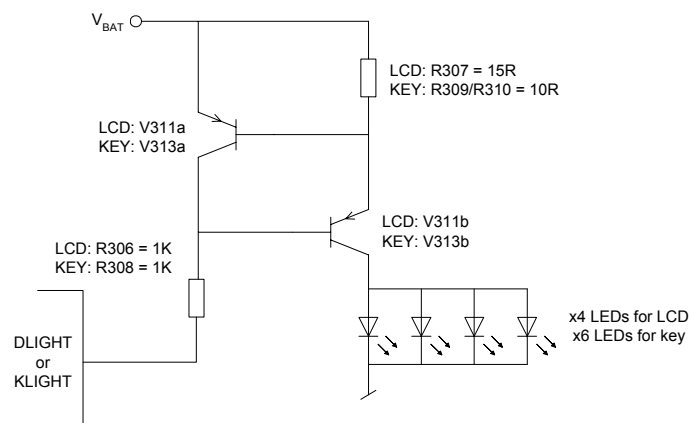 VBAT
LCD: R307 = 15R
KEY: R309/R310 = 10R
LCD: V311a
KEY: V313a
LCD: V311b
KEY: V313b
LCD: R306 = 1K
KEY: R308 = 1K
x4 LEDs for LCD
x6 LEDs for key
DLIGHT
or
KLIGHT